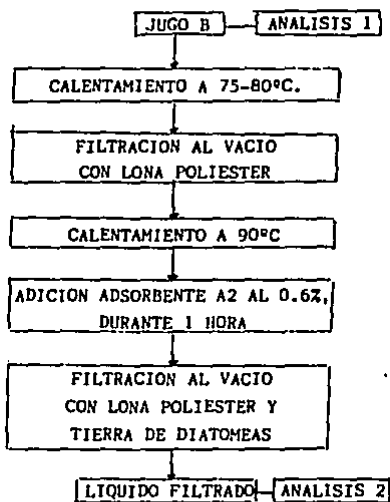 JUGO B ANALISIS 1
CALENTAMIENTO A 75-80ºC.
FILTRACION AL VACIO
CON LONA POLIESTER
CALENTAMIENTO A 90ºC
ADICION ADSORBENTE A2 AL 0.6%,
DURANTE 1 HORA
FILTRACION AL VACIO
CON LONA POLIESTER Y
TIERRA DE DIATOMEAS
LIQUIDO FILTRADO ANALISIS 2